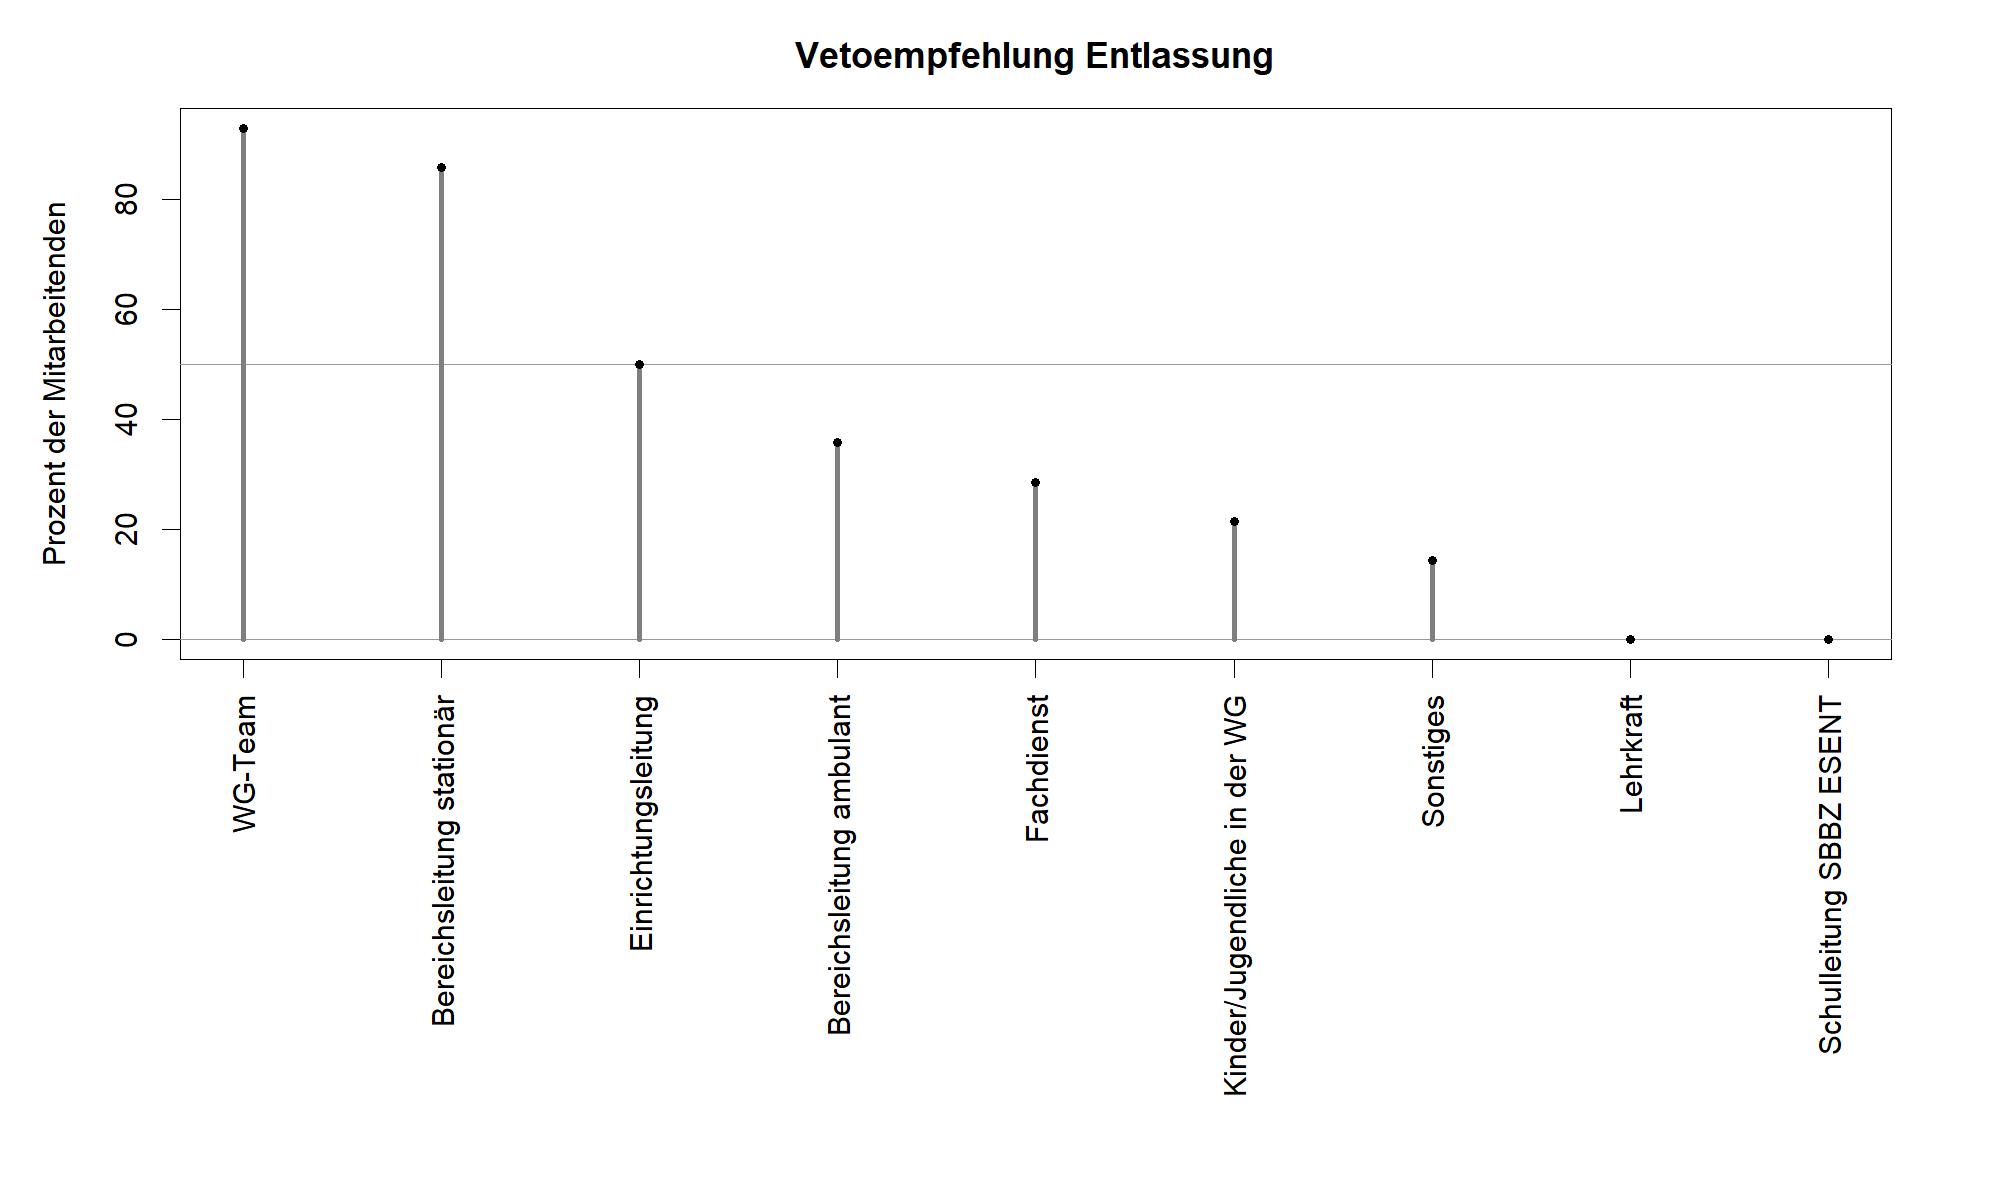 Vetoempfehlung Entlassung
Prozent der Mitarbeitenden
80
60
40
20
0
WG-Team
Bereichsleitung stationär
Einrichtungsleitung
Bereichsleitung ambulant
Fachdienst
Kinder/Jugendliche in der WG
Sonstiges
Lehrkraft
Schulleitung SBBZ ESENT